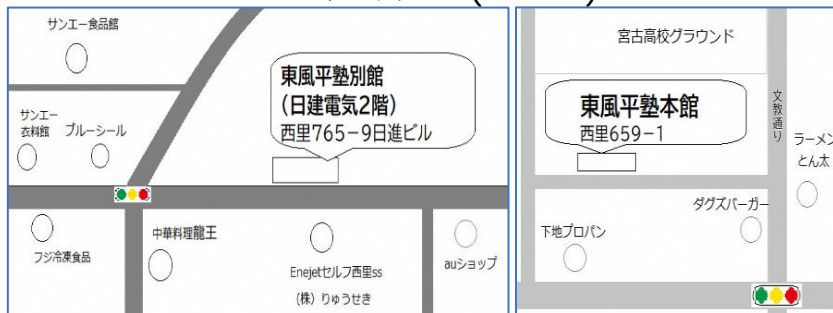 サンエー食品館
東風平塾別館
(日建電気2階)
西里765-9日進ビル
サンエー
衣料館
ブルーシール
フジ冷凍食品
中華料理龍王
Enejetセルフ西里ss
(株)りゅうせき
auショップ
宮古高校グラウンド
東風平塾本館
西里659-1
文教通り
ラーメン
とん太
ダグズバーガー
下地プロパン